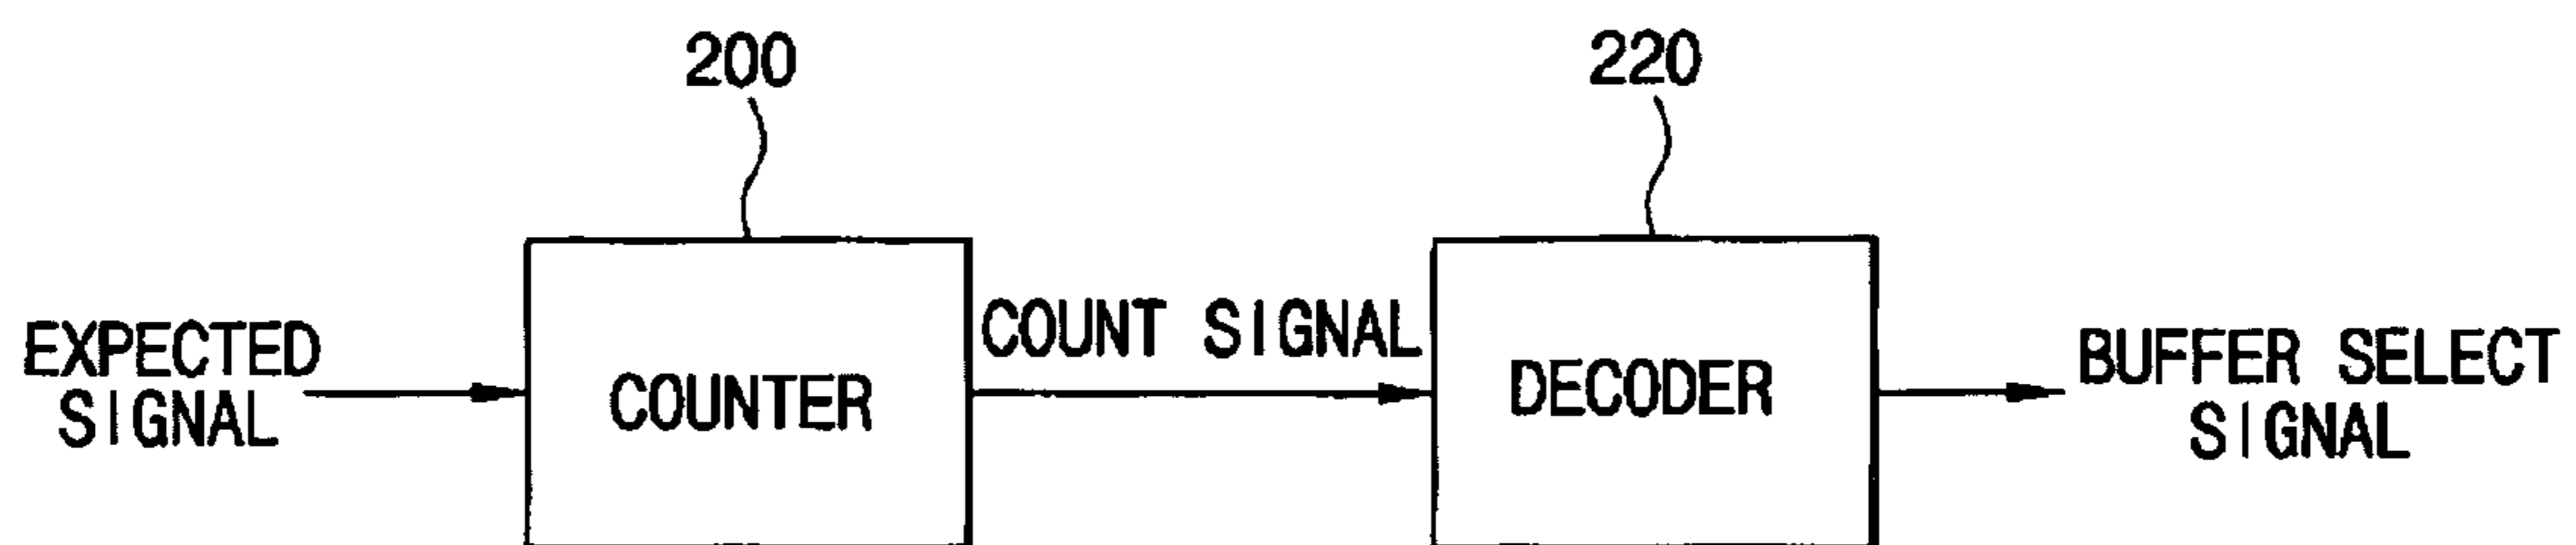 200
220
EXPECTED
SIGNAL
COUNTER
COUNT SIGNAL
DECODER
BUFFER SELECT
SIGNAL